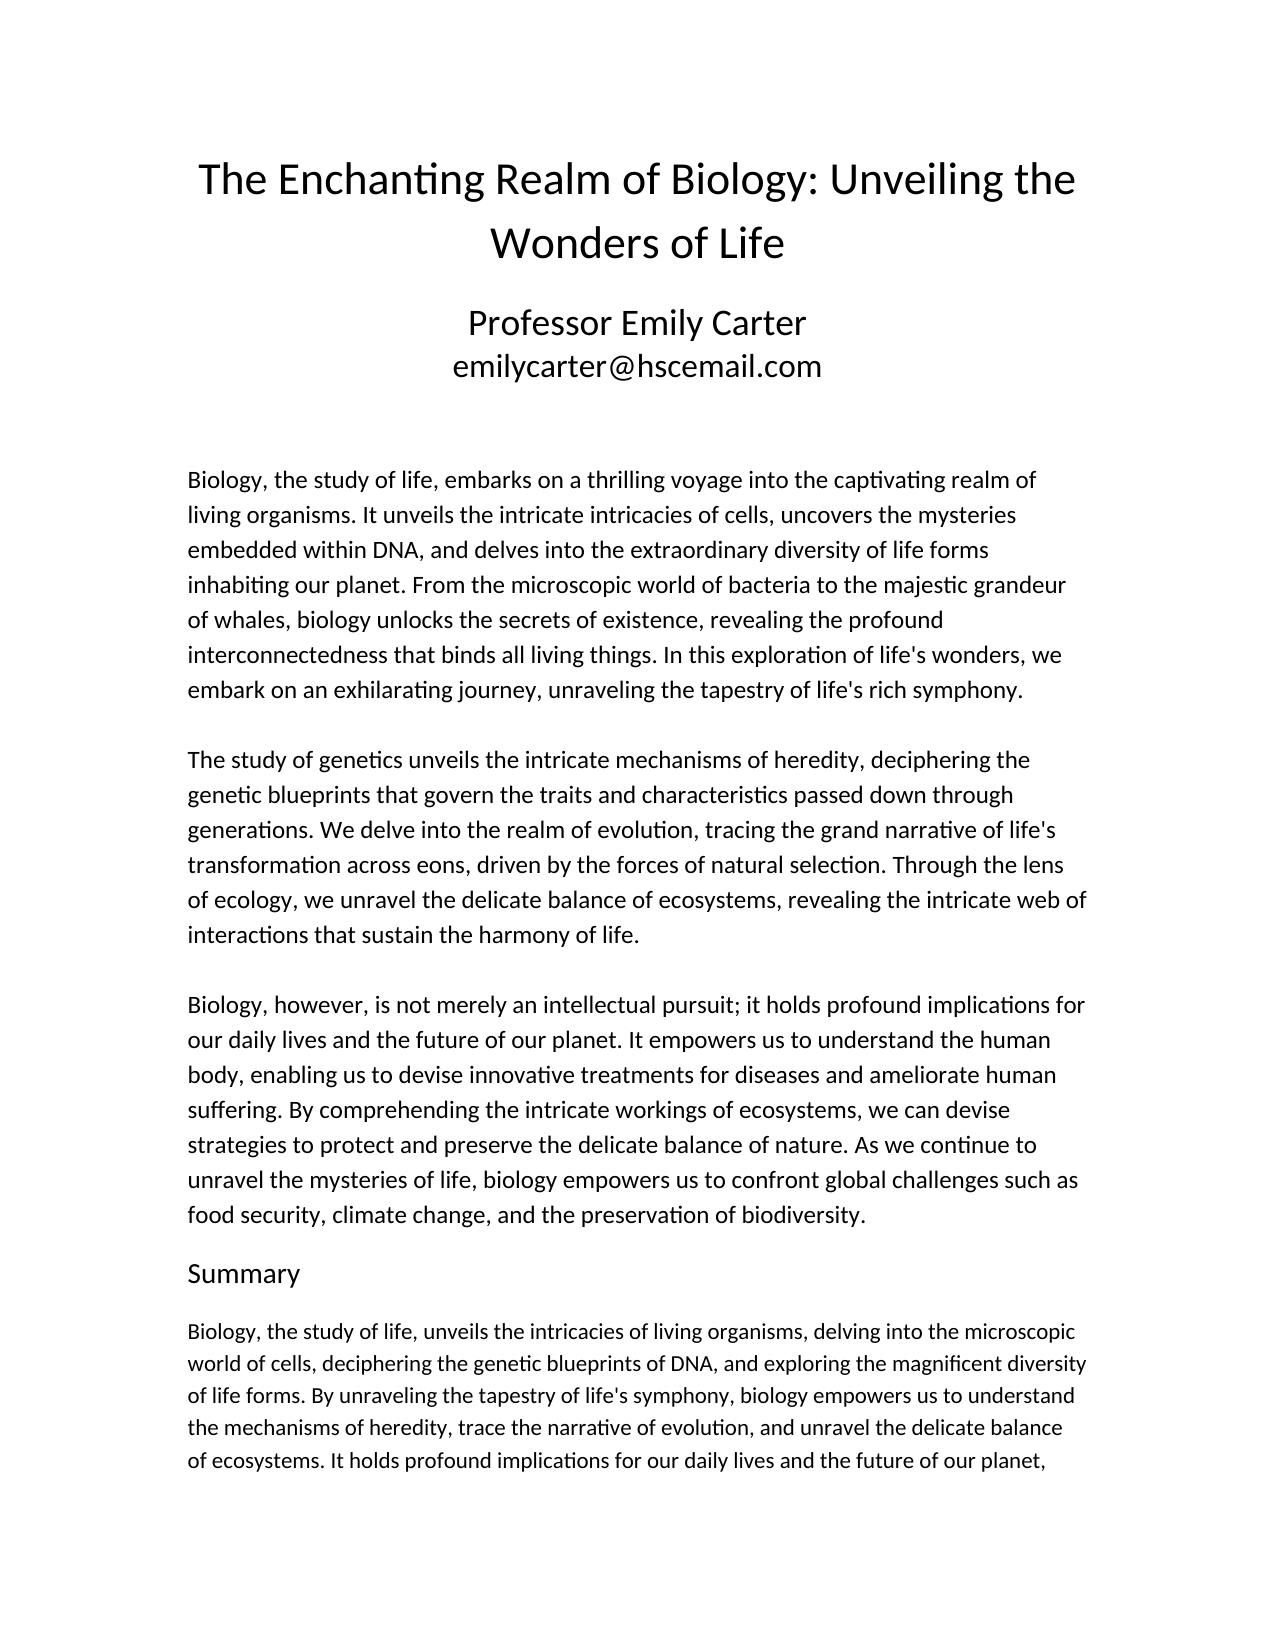 The Enchanting Realm of Biology: Unveiling the
Wonders of Life
Professor Emily Carter
emilycarter@hscemail.com
Biology, the study of life, embarks on a thrilling voyage into the captivating realm of
living organisms. It unveils the intricate intricacies of cells, uncovers the mysteries
embedded within DNA, and delves into the extraordinary diversity of life forms
inhabiting our planet. From the microscopic world of bacteria to the majestic grandeur
of whales, biology unlocks the secrets of existence, revealing the profound
interconnectedness that binds all living things. In this exploration of life's wonders, we
embark on an exhilarating journey, unraveling the tapestry of life's rich symphony.
The study of genetics unveils the intricate mechanisms of heredity, deciphering the
genetic blueprints that govern the traits and characteristics passed down through
generations. We delve into the realm of evolution, tracing the grand narrative of life's
transformation across eons, driven by the forces of natural selection. Through the lens
of ecology, we unravel the delicate balance of ecosystems, revealing the intricate web of
interactions that sustain the harmony of life.
Biology, however, is not merely an intellectual pursuit; it holds profound implications for
our daily lives and the future of our planet. It empowers us to understand the human
body, enabling us to devise innovative treatments for diseases and ameliorate human
suffering. By comprehending the intricate workings of ecosystems, we can devise
strategies to protect and preserve the delicate balance of nature. As we continue to
unravel the mysteries of life, biology empowers us to confront global challenges such as
food security, climate change, and the preservation of biodiversity.
Summary
Biology, the study of life, unveils the intricacies of living organisms, delving into the microscopic
world of cells, deciphering the genetic blueprints of DNA, and exploring the magnificent diversity
of life forms. By unraveling the tapestry of life's symphony, biology empowers us to understand
the mechanisms of heredity, trace the narrative of evolution, and unravel the delicate balance
of ecosystems. It holds profound implications for our daily lives and the future of our planet,